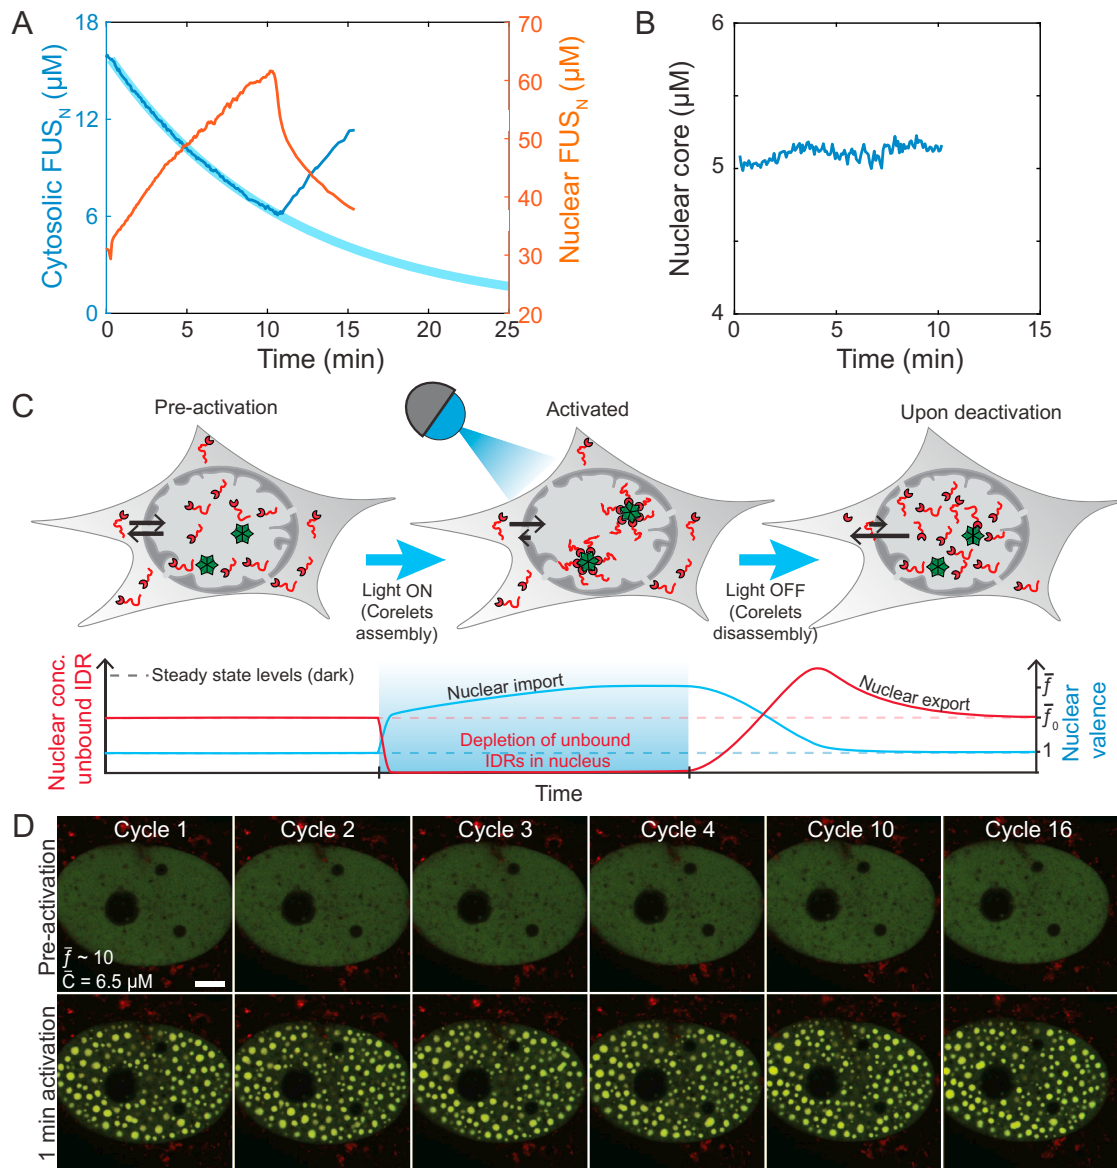 A
18
12
6
0
Cytosolic FUS_N (µM)
70
60
50
40
30
20
Nuclear FUS_N (µM)
0 5 10 15 20 25
Time (min)
B
6
5
4
Nuclear core (µM)
0 5 10 15
Time (min)
C
Pre-activation
Activated
Upon deactivation
Light ON
(Corelets
assembly)
Light OFF
(Corelets
disassembly)
Nuclear conc.
unbound IDR
Steady state levels (dark)
Nuclear import
Depletion of unbound
IDRs in nucleus
Nuclear export
f̄
f̄₀
1
Nuclear
valence
Time
D
Cycle 1 Cycle 2 Cycle 3 Cycle 4 Cycle 10 Cycle 16
Pre-activation
f̄ ~ 10
C̄ = 6.5 µM
1 min activation